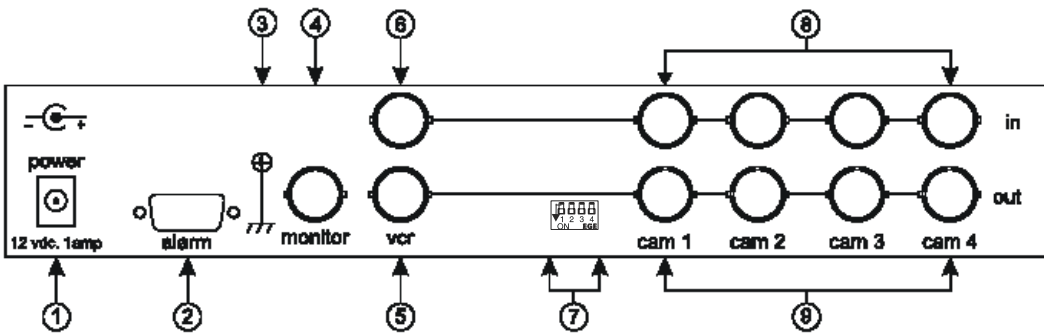 3 4 6 8
- +
in
power
out
1 2 3 4
ON EGE
12 vdc. 1amp alarm monitor vcr cam 1 cam 2 cam 3 cam 4
1 2 5 7 9